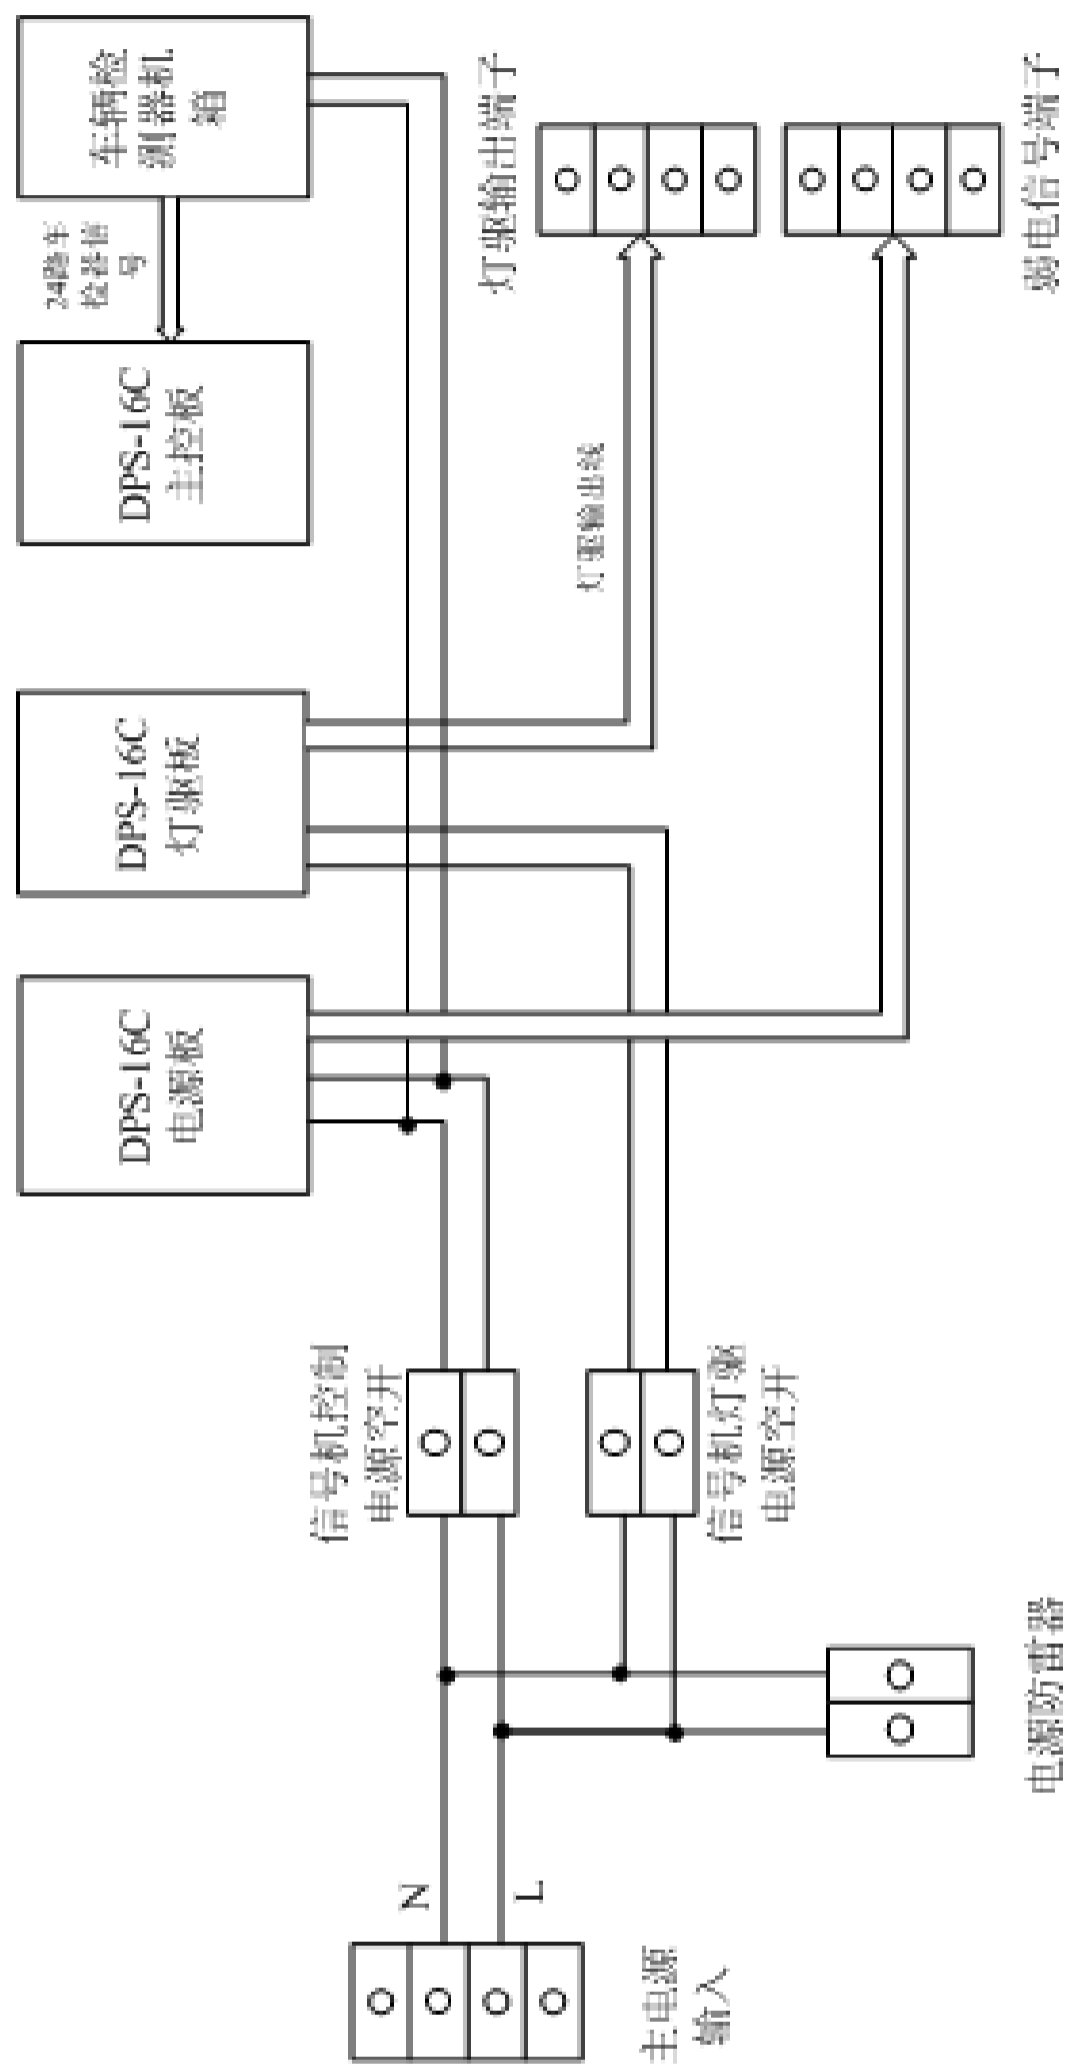 主电源
输入
N
L
电源防雷器
信号机控制
电源空开
信号机灯驱
电源空开
DPS-16C
电源板
DPS-16C
灯驱板
DPS-16C
主控板
24路车
检器信
号
车辆检
测器机
箱
灯驱输出线
灯驱输出端子
弱电信号端子